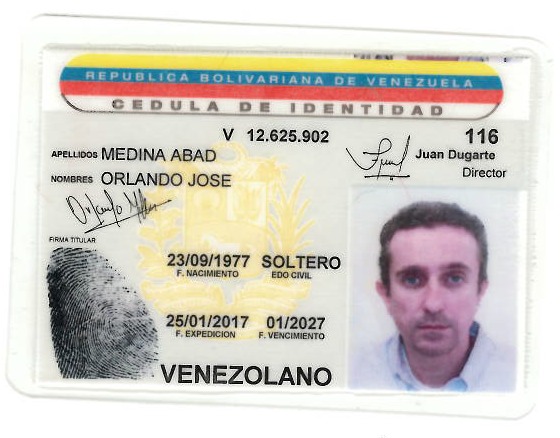 REPUBLICA BOLIVARIANA DE VENEZUELA
CEDULA DE IDENTIDAD
V 12.625.902
116
APELLIDOS MEDINA ABAD
Juan Dugarte
Director
NOMBRES ORLANDO JOSE
FIRMA TITULAR
23/09/1977 SOLTERO
F. NACIMIENTO EDO CIVIL
25/01/2017 01/2027
F. EXPEDICION F. VENCIMIENTO
VENEZOLANO